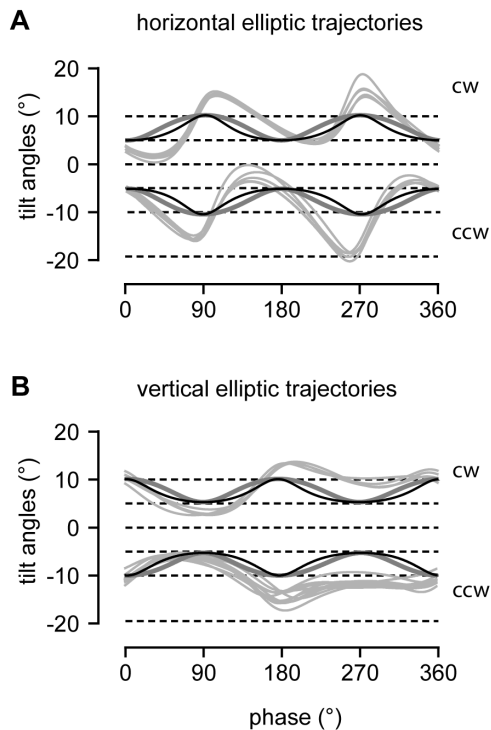 A horizontal elliptic trajectories
20
cw
10
0
-10
ccw
-20
tilt angles (°)
0 90 180 270 360
B vertical elliptic trajectories
20
cw
10
0
-10
ccw
-20
tilt angles (°)
0 90 180 270 360
phase (°)